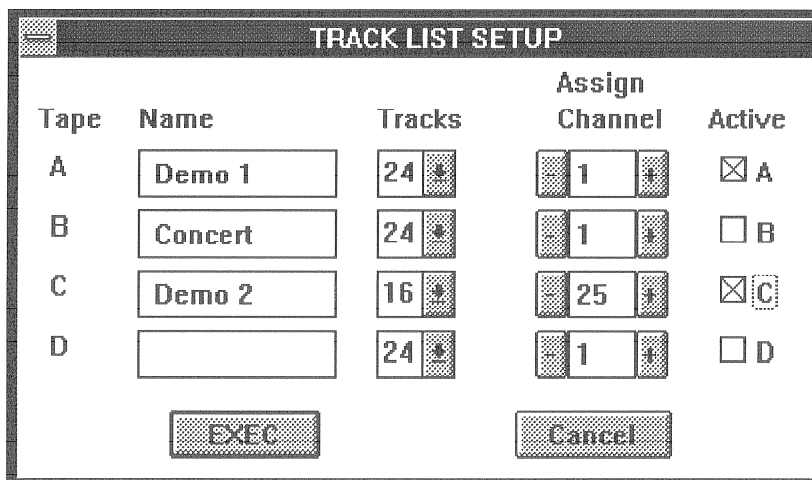 TRACK LIST SETUP
Assign
Tape Name Tracks Channel Active
A Demo 1 24 - 1 + A
B Concert 24 - 1 + B
C Demo 2 16 - 25 + C
D 24 - 1 + D
EXEC Cancel